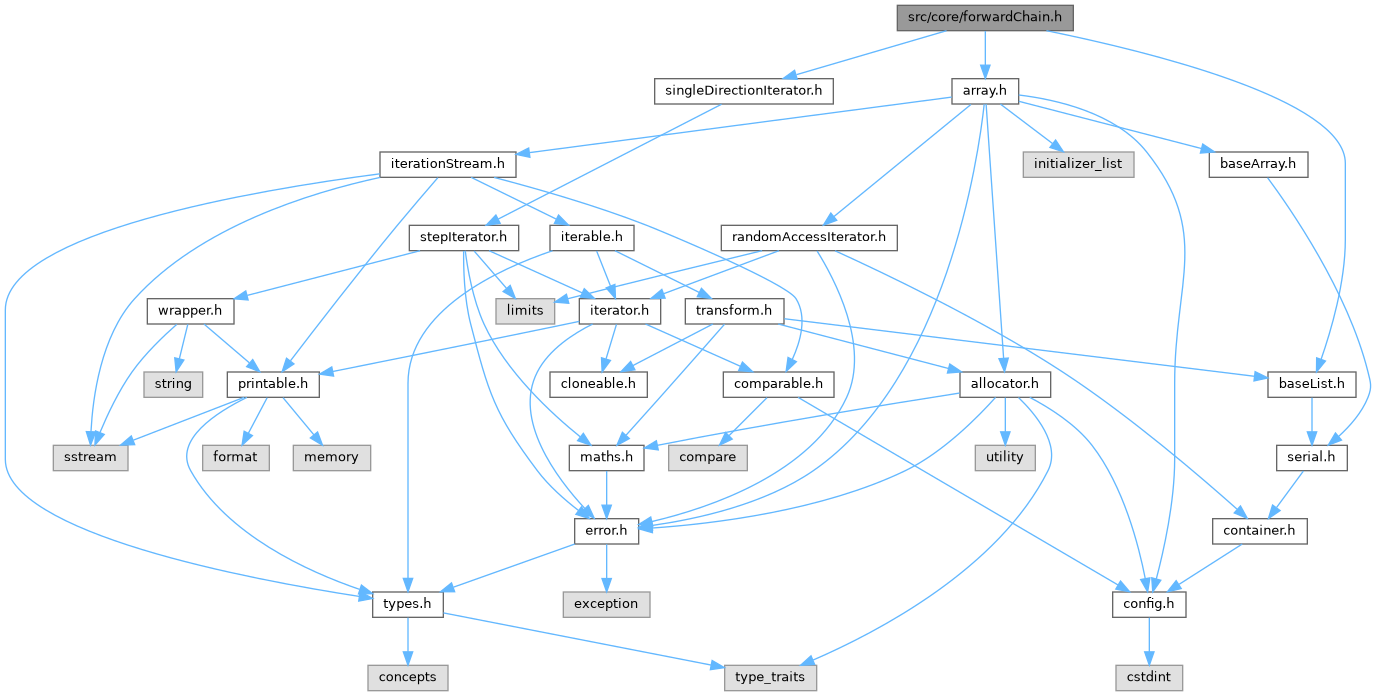 src/core/forwardChain.h
singleDirectionIterator.h
array.h
iterationStream.h
initializer_list
baseArray.h
stepIterator.h
iterable.h
randomAccessIterator.h
wrapper.h
limits
iterator.h
transform.h
string
printable.h
cloneable.h
comparable.h
allocator.h
baseList.h
sstream
format
memory
maths.h
compare
utility
serial.h
error.h
container.h
types.h
exception
config.h
concepts
type_traits
cstdint